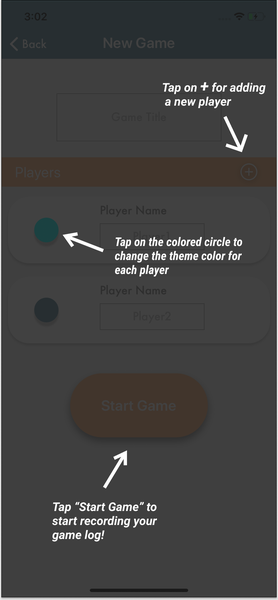 3:02
Back
New Game
Tap on + for adding
a new player
Game Title
Players
Player Name
Player1
Tap on the colored circle to
change the theme color for
each player
Player Name
Player2
Start Game
Tap “Start Game” to
start recording your
game log!